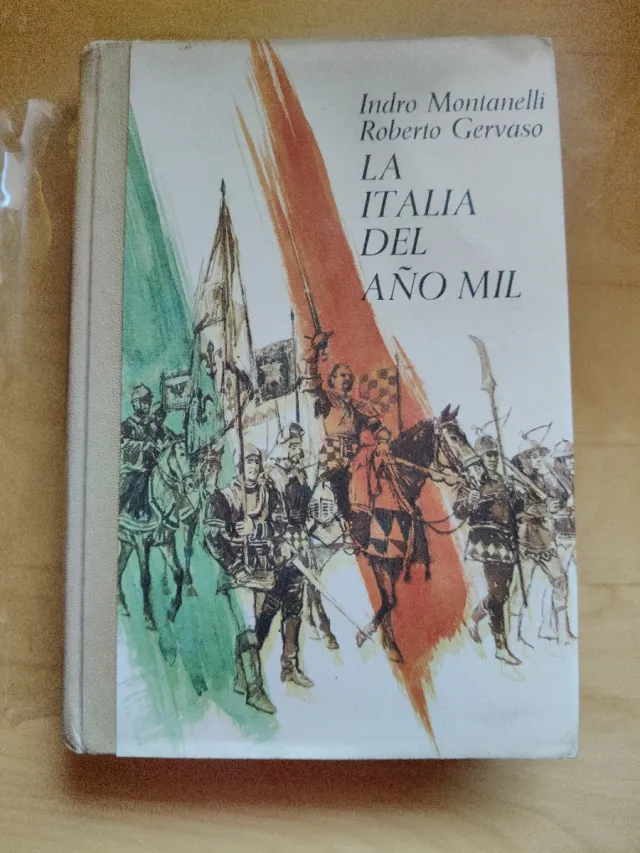 Indro Montanelli
Roberto Gervaso
LA
ITALIA
DEL
AÑO MIL